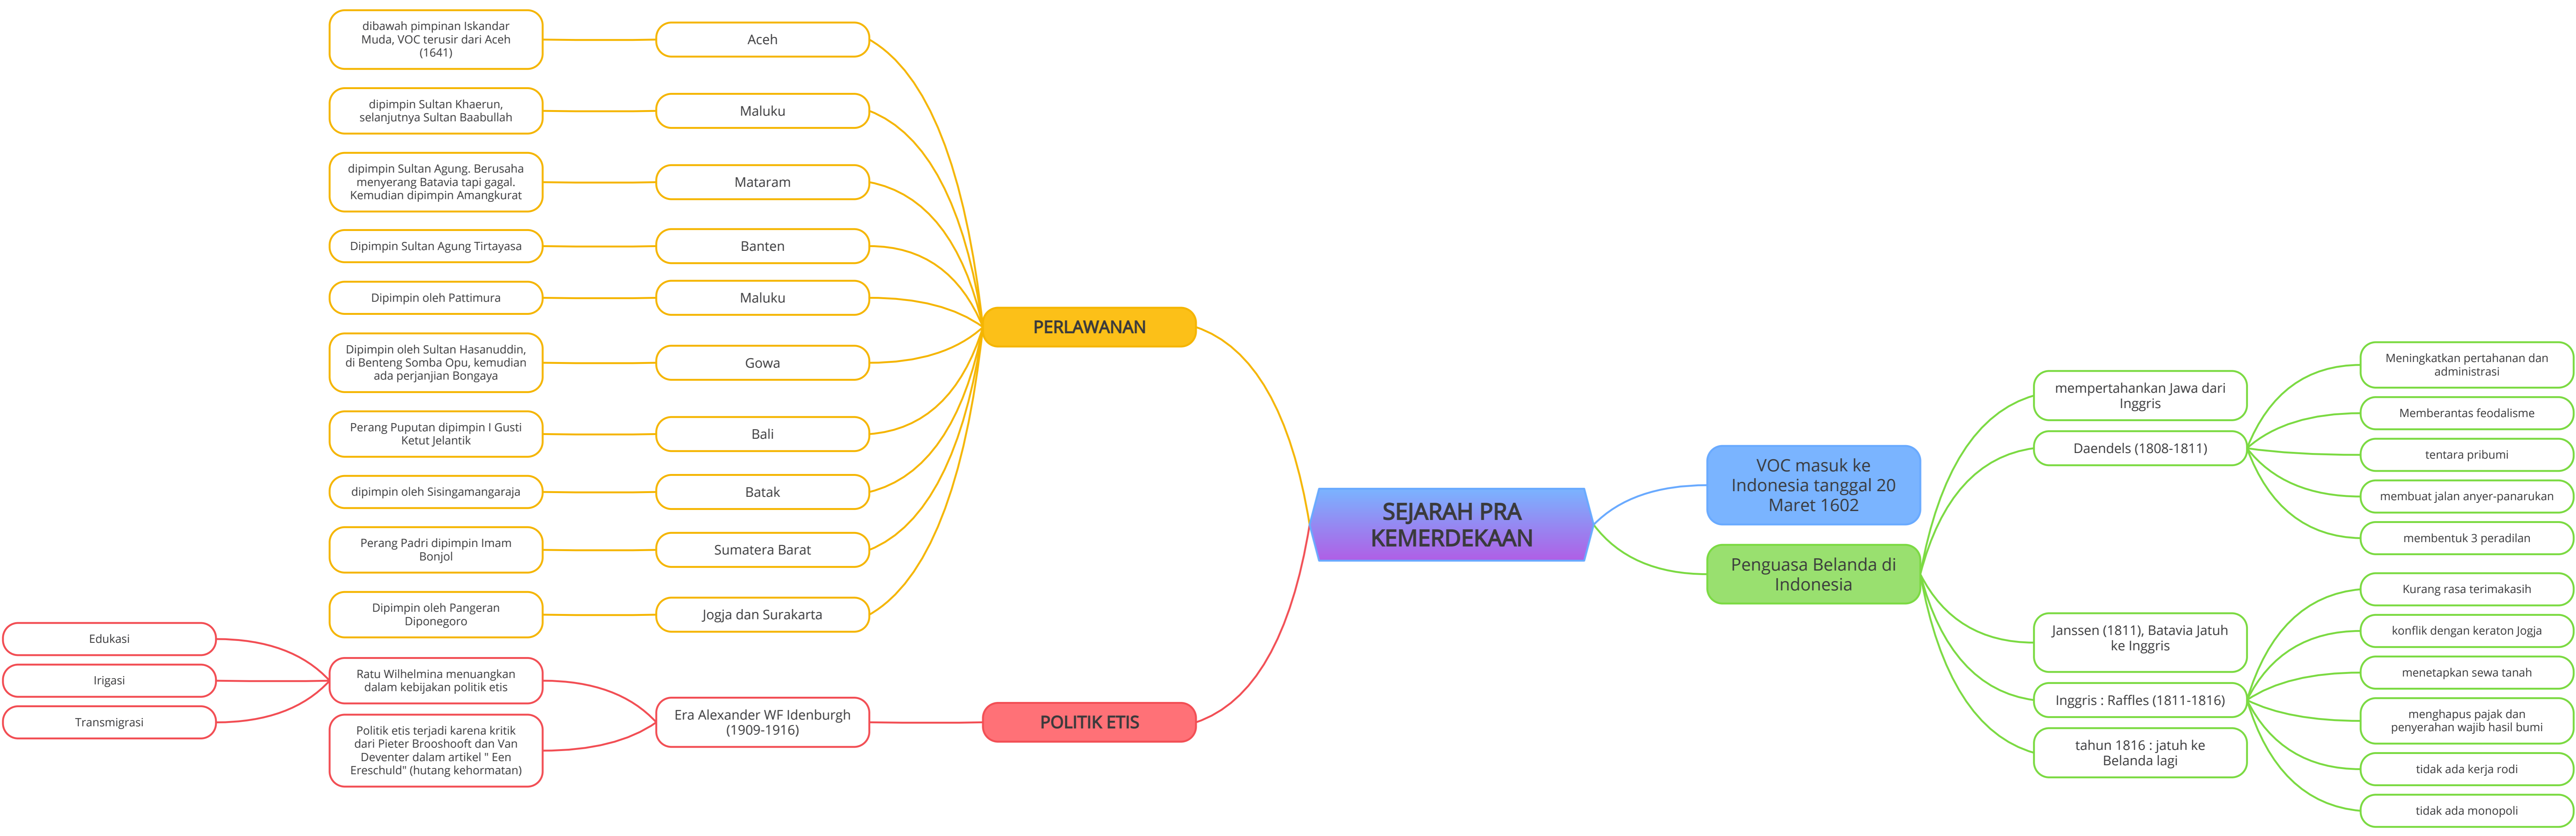 SEJARAH PRA
KEMERDEKAAN
VOC masuk ke
Indonesia tanggal 20
Maret 1602
Penguasa Belanda di
Indonesia
mempertahankan Jawa dari
Inggris
Daendels (1808-1811)
Meningkatkan pertahanan dan
administrasi
Memberantas feodalisme
tentara pribumi
membuat jalan anyer-panarukan
membentuk 3 peradilan
Janssen (1811), Batavia Jatuh
ke Inggris
Inggris : Raffles (1811-1816)
Kurang rasa terimakasih
konflik dengan keraton Jogja
menetapkan sewa tanah
menghapus pajak dan
penyerahan wajib hasil bumi
tidak ada kerja rodi
tidak ada monopoli
tahun 1816 : jatuh ke
Belanda lagi
PERLAWANAN
Aceh
dibawah pimpinan Iskandar
Muda, VOC terusir dari Aceh
(1641)
Maluku
dipimpin Sultan Khaerun,
selanjutnya Sultan Baabullah
Mataram
dipimpin Sultan Agung. Berusaha
menyerang Batavia tapi gagal.
Kemudian dipimpin Amangkurat
Banten
Dipimpin Sultan Agung Tirtayasa
Maluku
Dipimpin oleh Pattimura
Gowa
Dipimpin oleh Sultan Hasanuddin,
di Benteng Somba Opu, kemudian
ada perjanjian Bongaya
Bali
Perang Puputan dipimpin I Gusti
Ketut Jelantik
Batak
dipimpin oleh Sisingamangaraja
Sumatera Barat
Perang Padri dipimpin Imam
Bonjol
Jogja dan Surakarta
Dipimpin oleh Pangeran
Diponegoro
POLITIK ETIS
Era Alexander WF Idenburgh
(1909-1916)
Ratu Wilhelmina menuangkan
dalam kebijakan politik etis
Edukasi
Irigasi
Transmigrasi
Politik etis terjadi karena kritik
dari Pieter Brooshooft dan Van
Deventer dalam artikel " Een
Ereschuld" (hutang kehormatan)